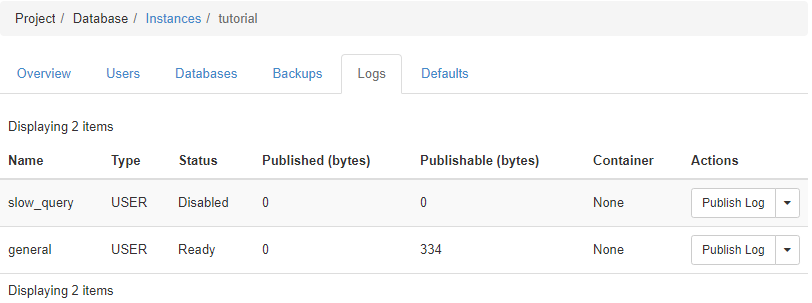 Project / Database / Instances / tutorial
Overview Users Databases Backups Logs Defaults
Displaying 2 items
Name Type Status Published (bytes) Publishable (bytes) Container Actions
slow_query USER Disabled 0 0 None Publish Log
general USER Ready 0 334 None Publish Log
Displaying 2 items